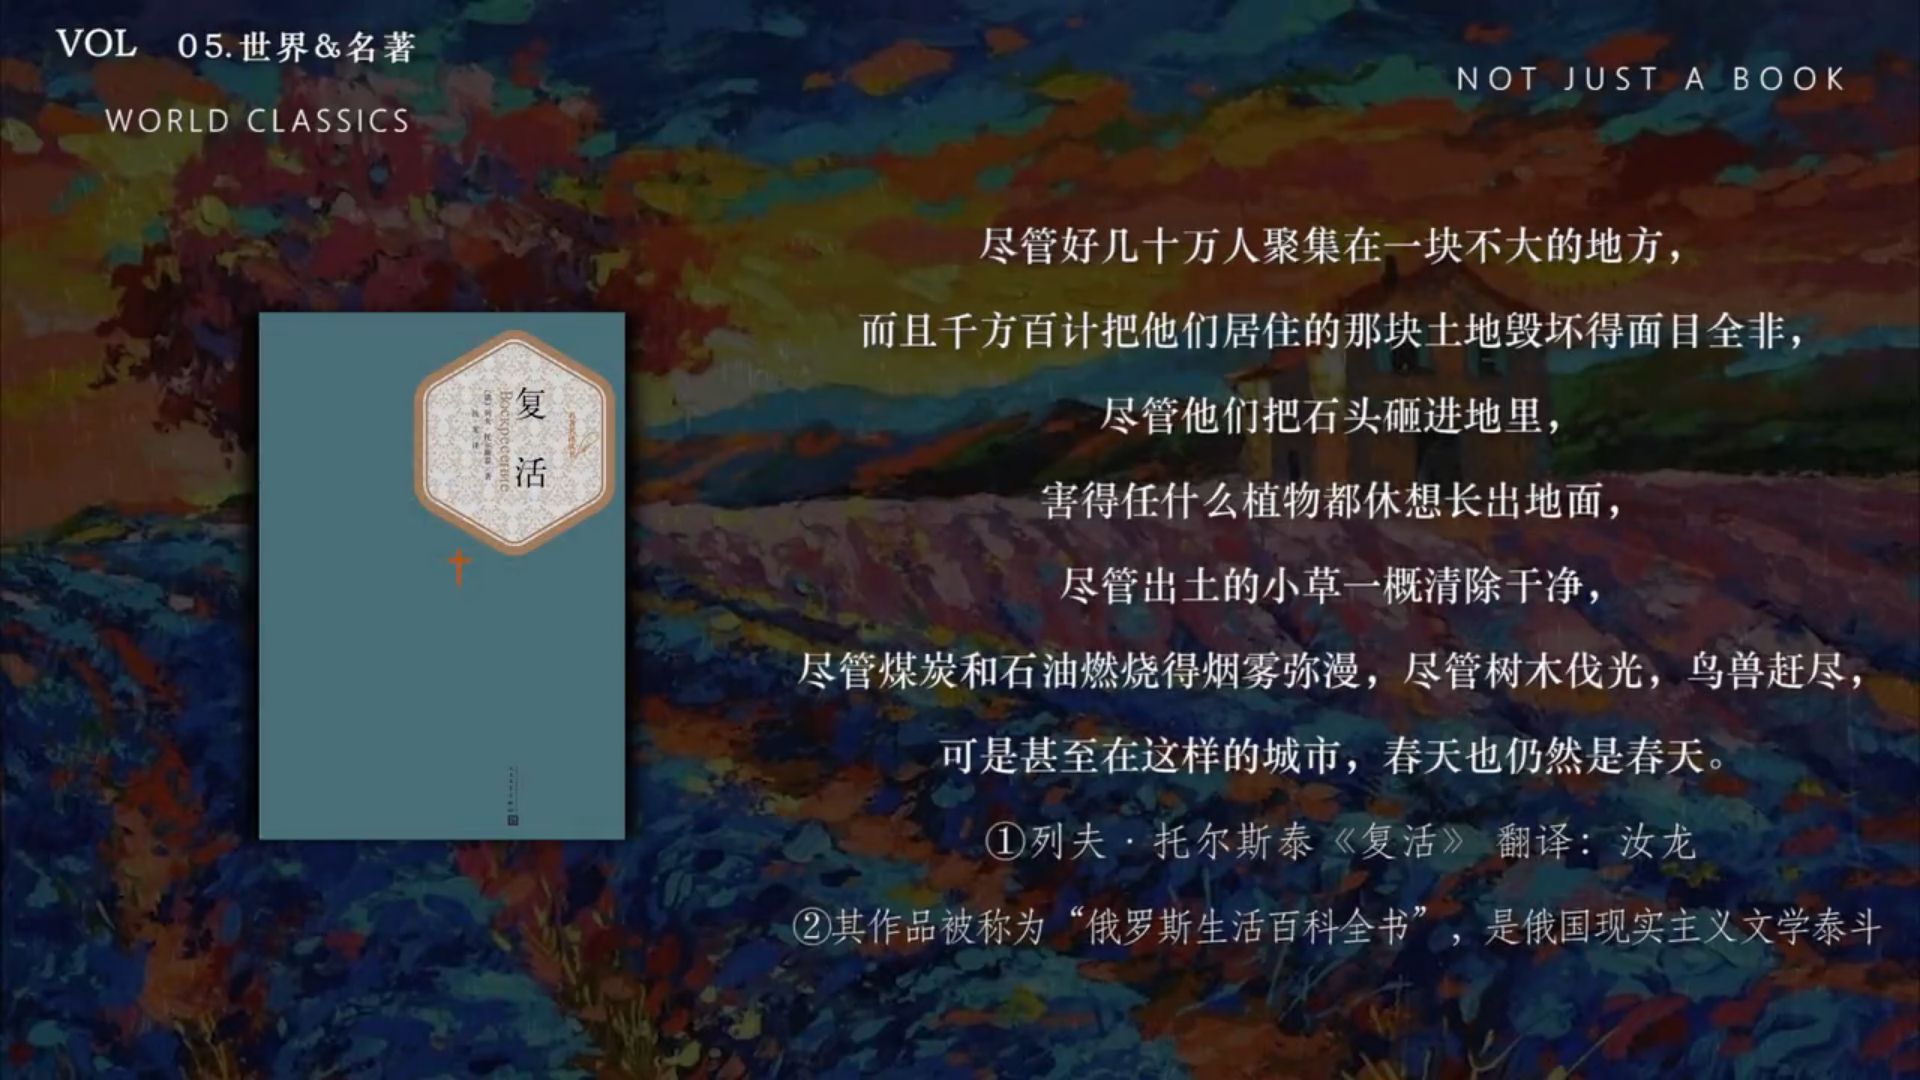 VOL 05.世界&名著
WORLD CLASSICS
NOT JUST A BOOK
复活
Воскресение
尽管好几十万人聚集在一块不大的地方，
而且千方百计把他们居住的那块土地毁坏得面目全非，
尽管他们把石头砸进地里，
害得任什么植物都休想长出地面，
尽管出土的小草一概清除干净，
尽管煤炭和石油燃烧得烟雾弥漫，尽管树木伐光，鸟兽赶尽，
可是甚至在这样的城市，春天也仍然是春天。
①列夫·托尔斯泰《复活》 翻译：汝龙
②其作品被称为“俄罗斯生活百科全书”，是俄国现实主义文学泰斗